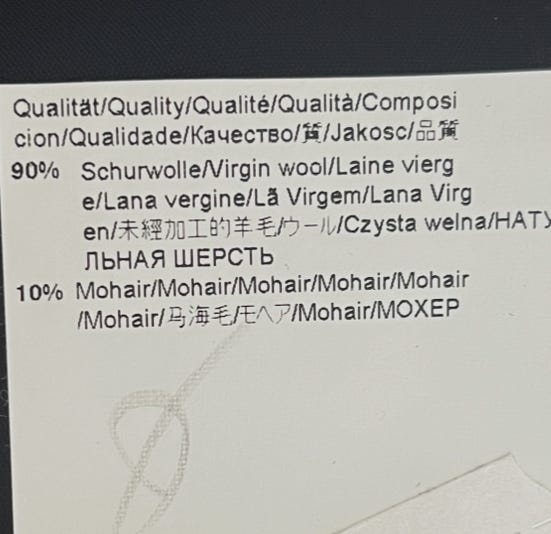 Qualität/Quality/Qualité/Qualità/Composi
cion/Qualidade/Качество/質/Jakosc/品質
90% Schurwolle/Virgin wool/Laine vierg
e/Lana vergine/Lã Virgem/Lana Virg
en/未經加工的羊毛/ウール/Czysta welna/НАТУ
ЛЬНАЯ ШЕРСТЬ
10% Mohair/Mohair/Mohair/Mohair/Mohair
/Mohair/马海毛/モヘア/Mohair/МОХЕР